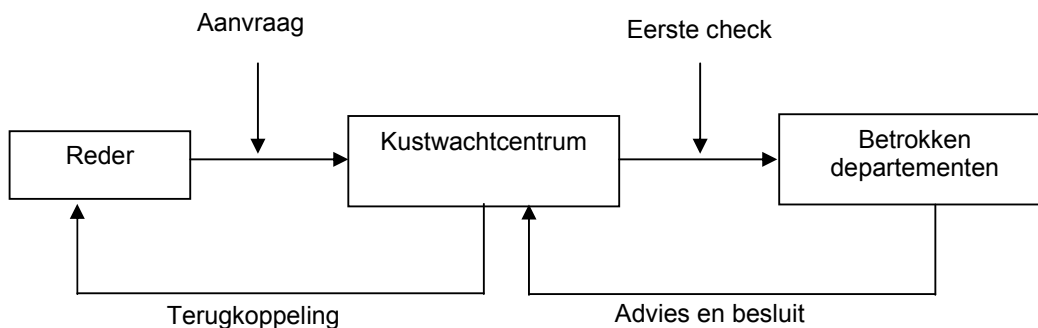 Aanvraag
Eerste check
Reder
Kustwachtcentrum
Betrokken
departementen
Terugkoppeling
Advies en besluit